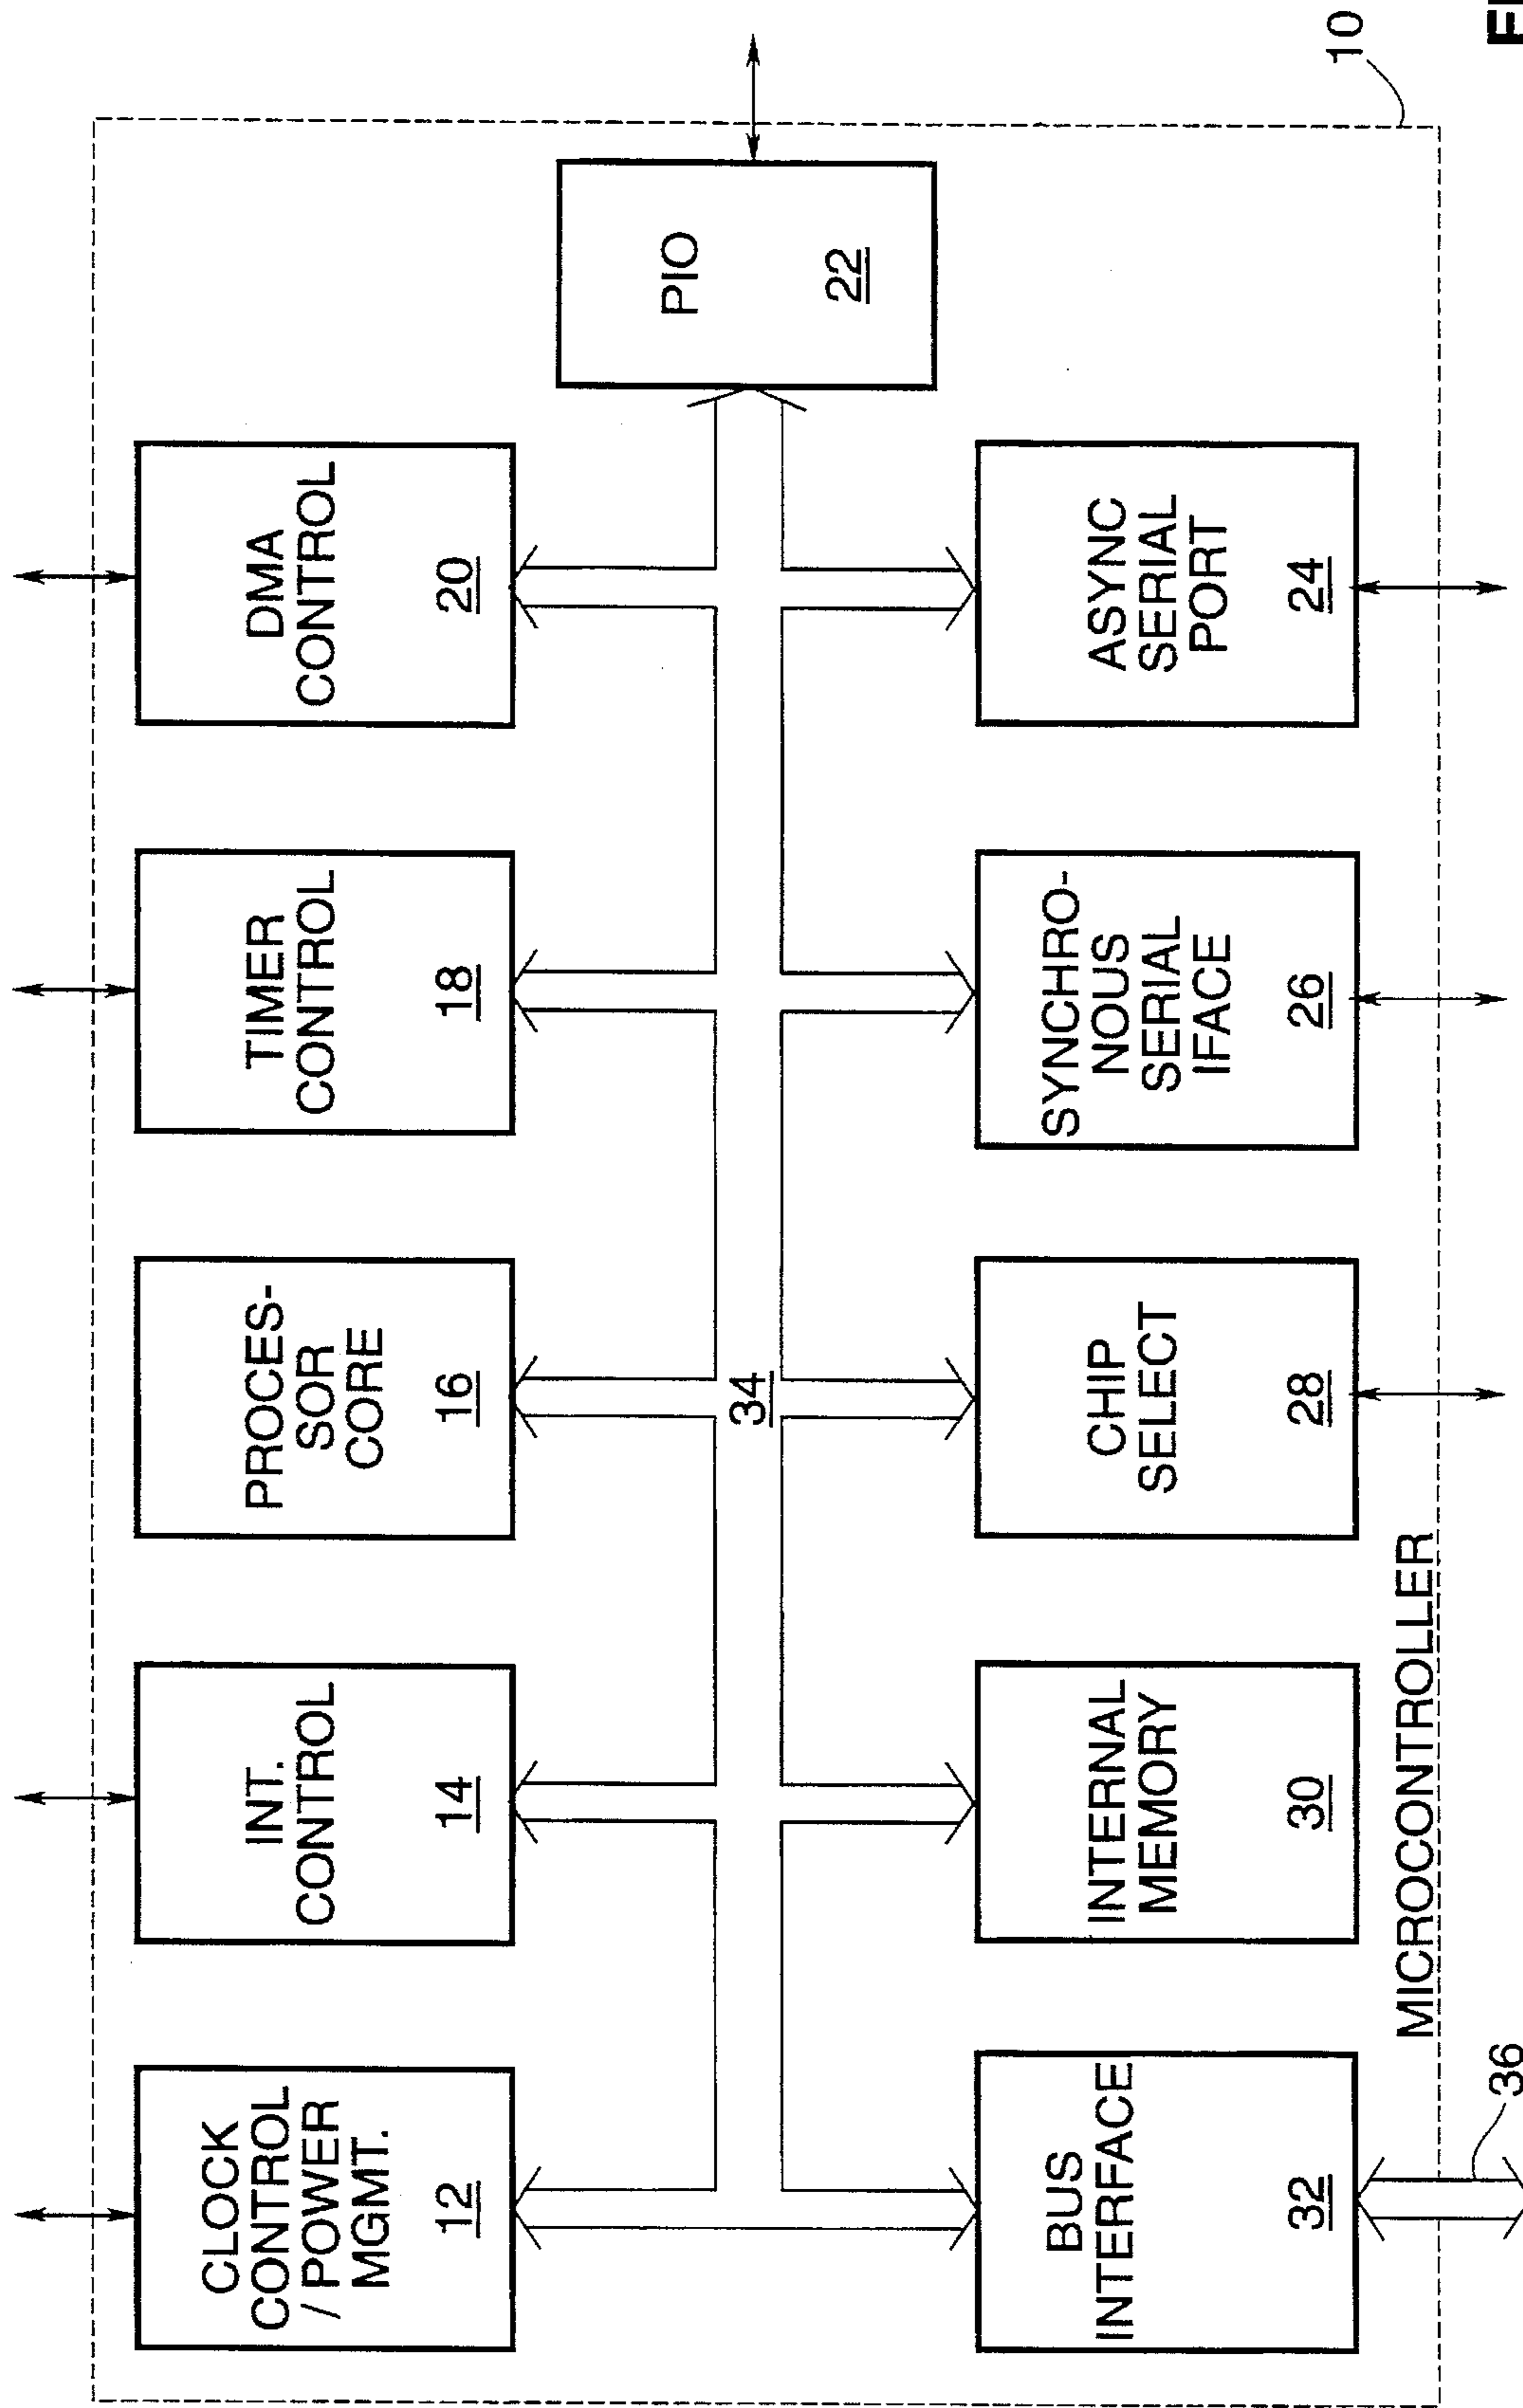 CLOCK
CONTROL
/ POWER
MGMT.
12
INT.
CONTROL
14
PROCES-
SOR
CORE
16
TIMER
CONTROL
18
DMA
CONTROL
20
34
PIO
22
BUS
INTERFACE
32
INTERNAL
MEMORY
30
CHIP
SELECT
28
SYNCHRO-
NOUS
SERIAL
IFACE
26
ASYNC
SERIAL
PORT
24
MICROCONTROLLER
10
36